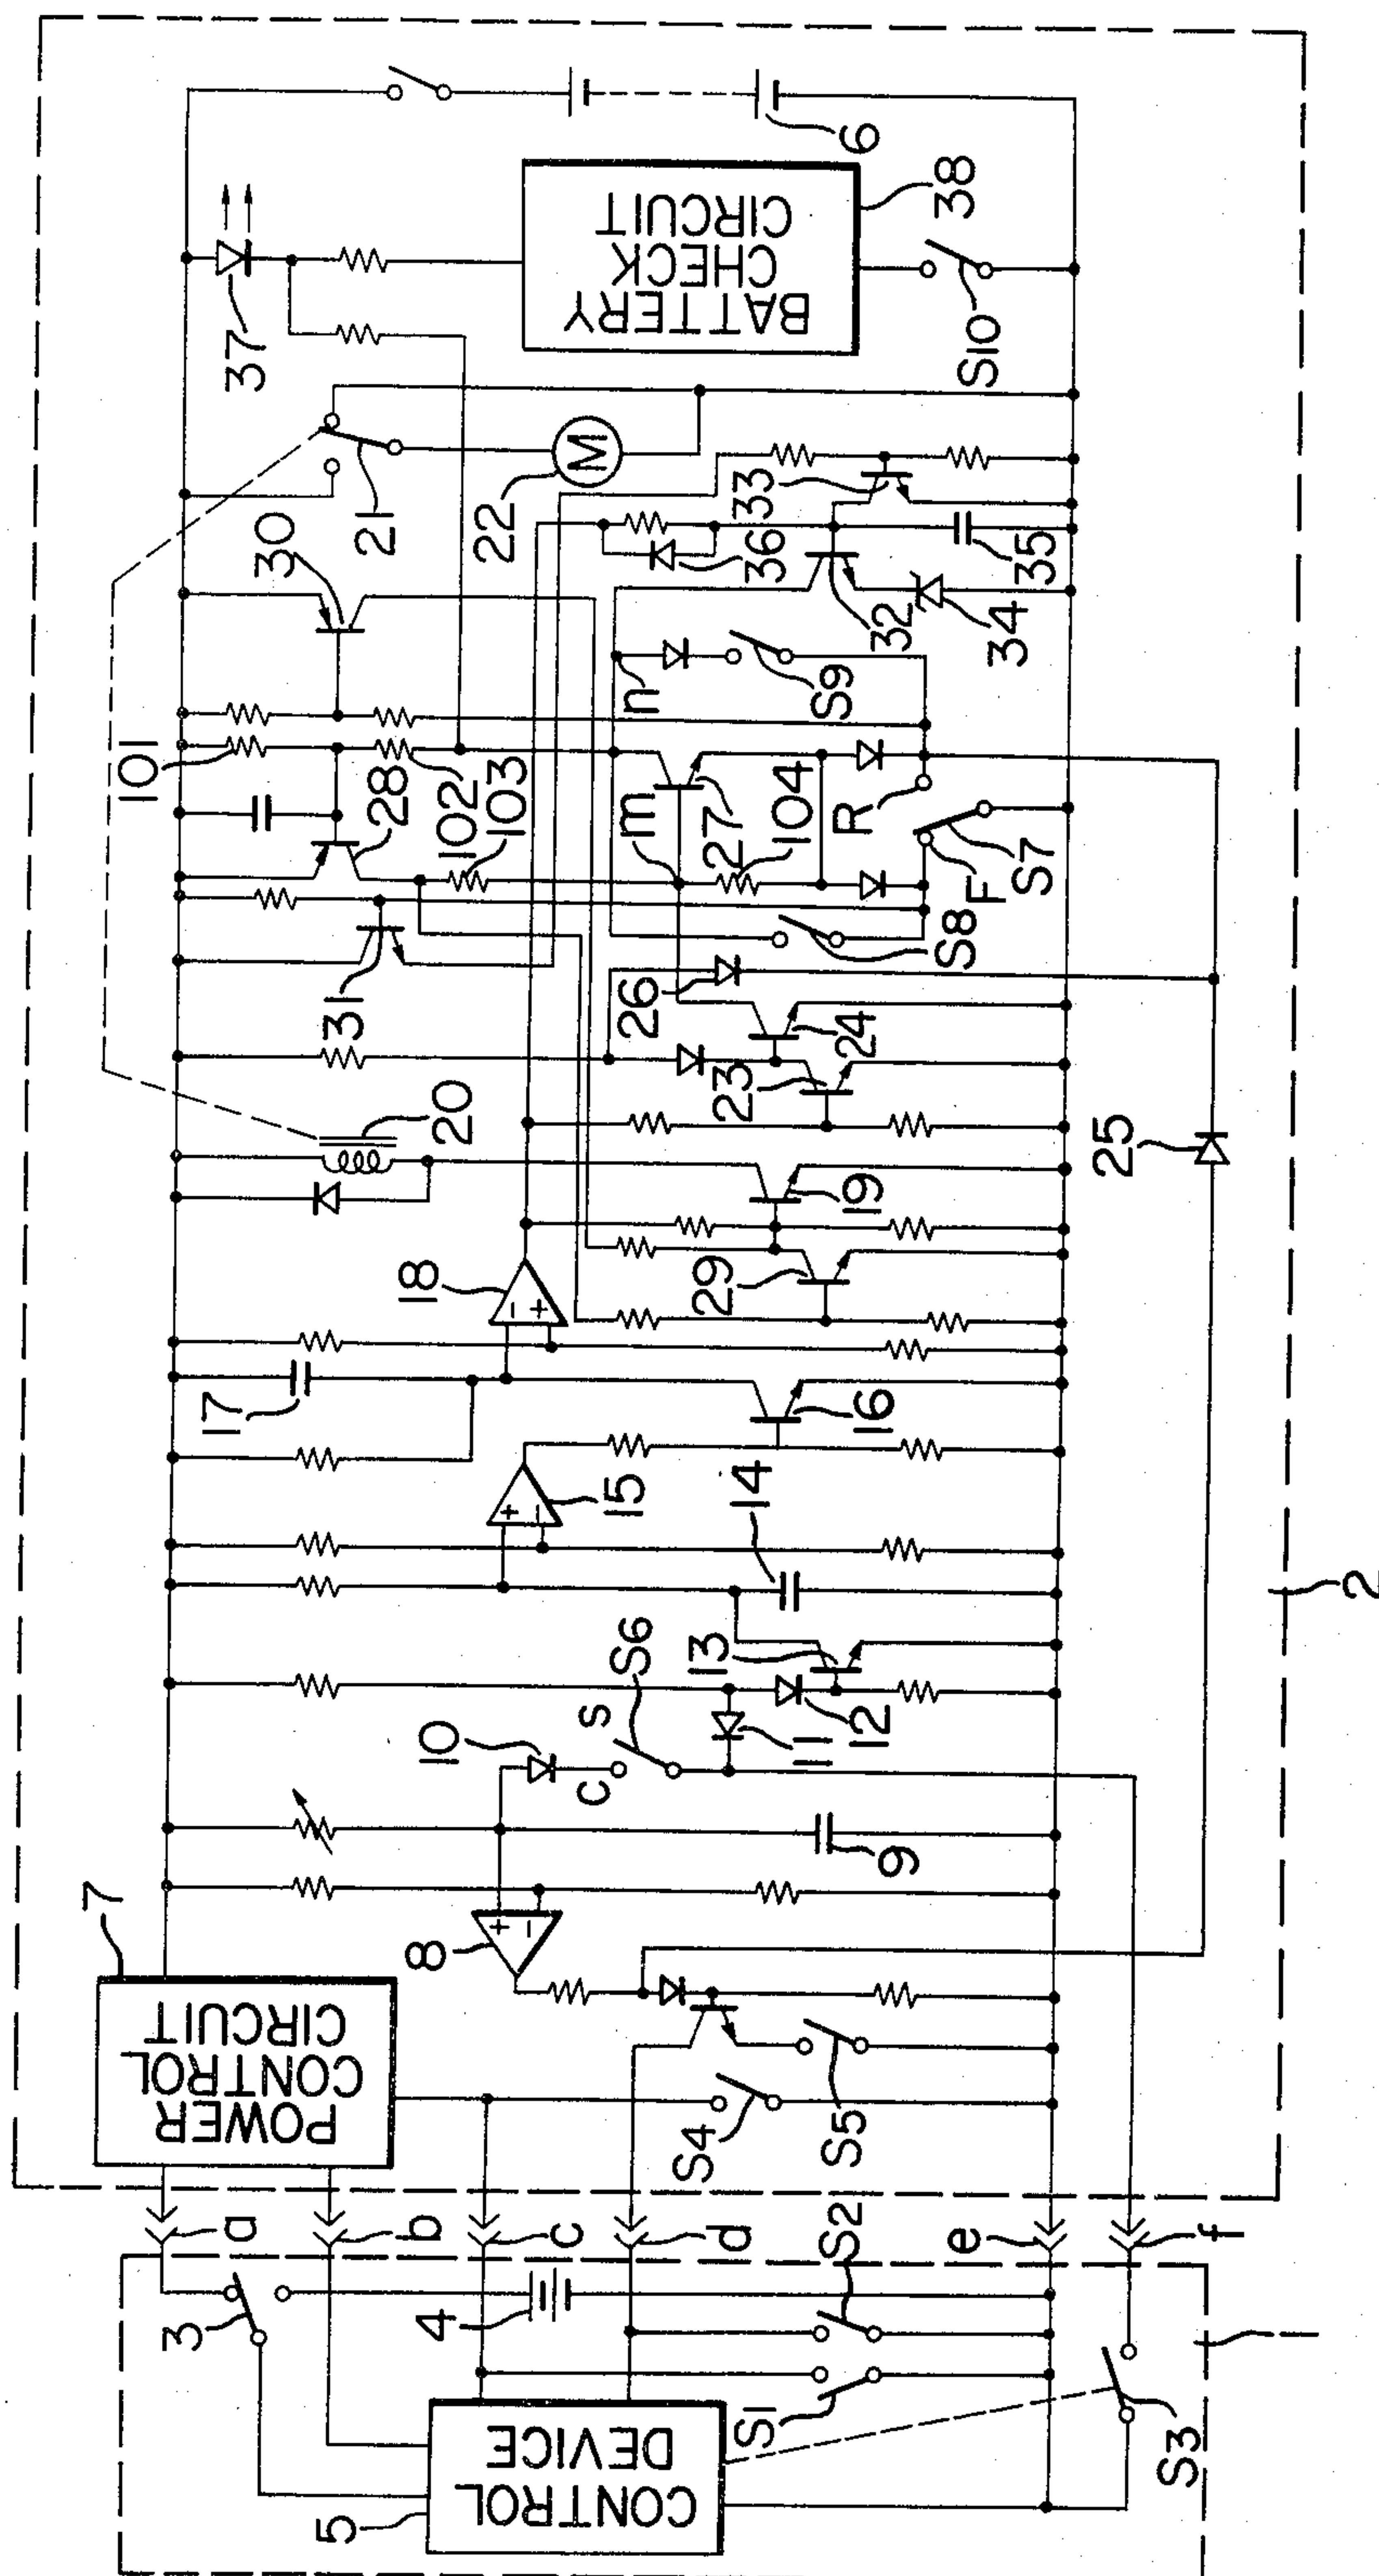 7
POWER
CONTROL
CIRCUIT
a
b
c
d
e
f
3
4
5
CONTROL
DEVICE
S1
S2
S3
1
2
S4
S5
8
9
10
C
S
S6
11
12
13
14
15
16
17
18
19
20
29
23
24
25
26
31
28
101
102
103
104
m
27
30
S8
F
R
S7
n
S9
21
22
M
32
33
34
35
36
37
BATTERY
CHECK
CIRCUIT
38
S10
6
+
−
+
−
−
+